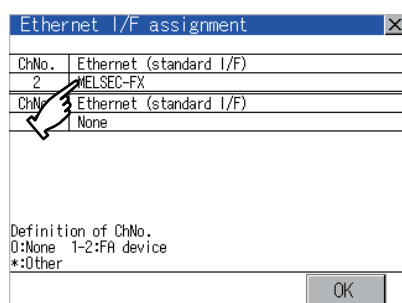 Ethernet I/F assignment
ChNo. Ethernet (standard I/F)
2 MELSEC-FX
ChNo. Ethernet (standard I/F)
None
Definition of ChNo.
0:None 1-2:FA device
*:Other
OK